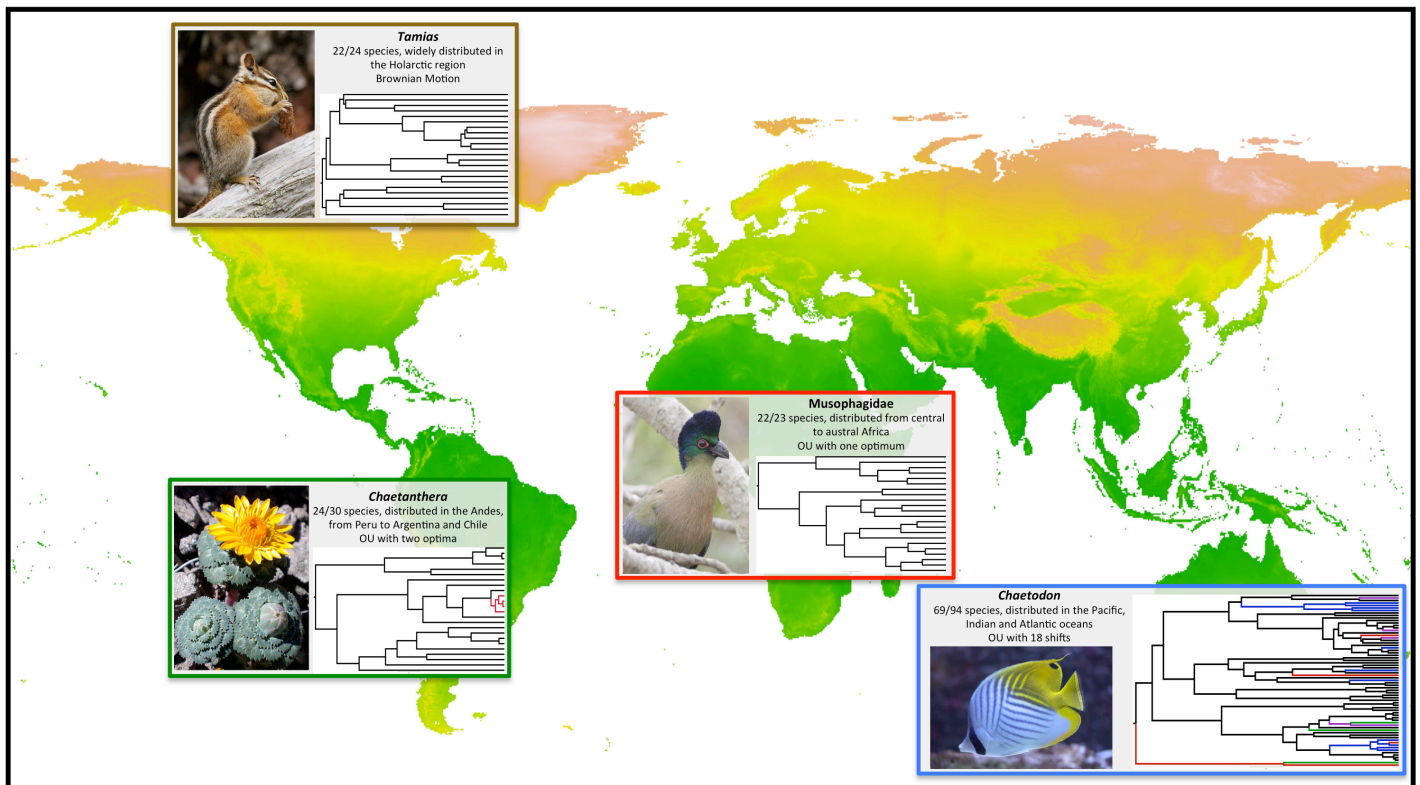 Tamias
22/24 species, widely distributed in
the Holarctic region
Brownian Motion
Musophagidae
22/23 species, distributed from central
to austral Africa
OU with one optimum
Chaetanthera
24/30 species, distributed in the Andes,
from Peru to Argentina and Chile
OU with two optima
Chaetodon
69/94 species, distributed in the Pacific,
Indian and Atlantic oceans
OU with 18 shifts